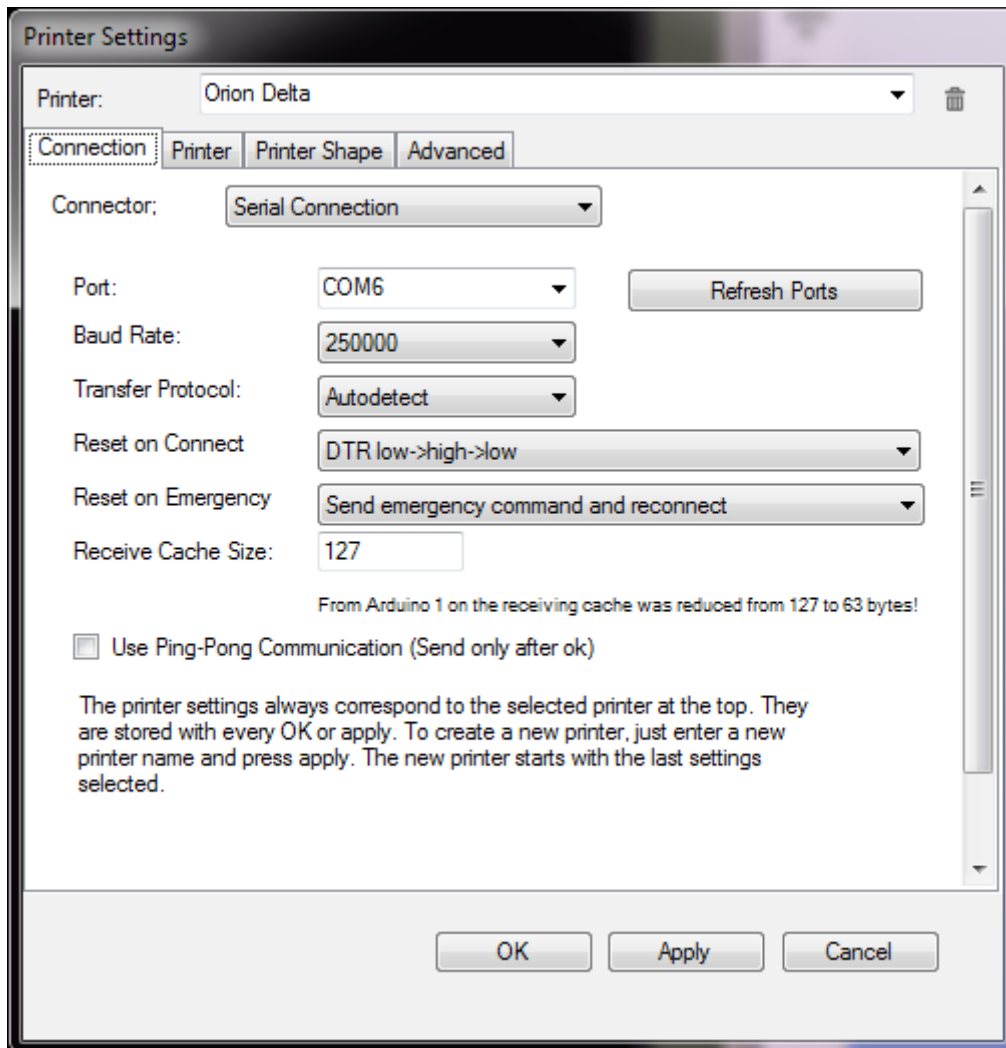 Printer Settings
Printer: Orion Delta
Connection Printer Printer Shape Advanced
Connector; Serial Connection
Port: COM6 Refresh Ports
Baud Rate: 250000
Transfer Protocol: Autodetect
Reset on Connect DTR low->high->low
Reset on Emergency Send emergency command and reconnect
Receive Cache Size: 127
From Arduino 1 on the receiving cache was reduced from 127 to 63 bytes!
Use Ping-Pong Communication (Send only after ok)
The printer settings always correspond to the selected printer at the top. They
are stored with every OK or apply. To create a new printer, just enter a new
printer name and press apply. The new printer starts with the last settings
selected.
OK Apply Cancel